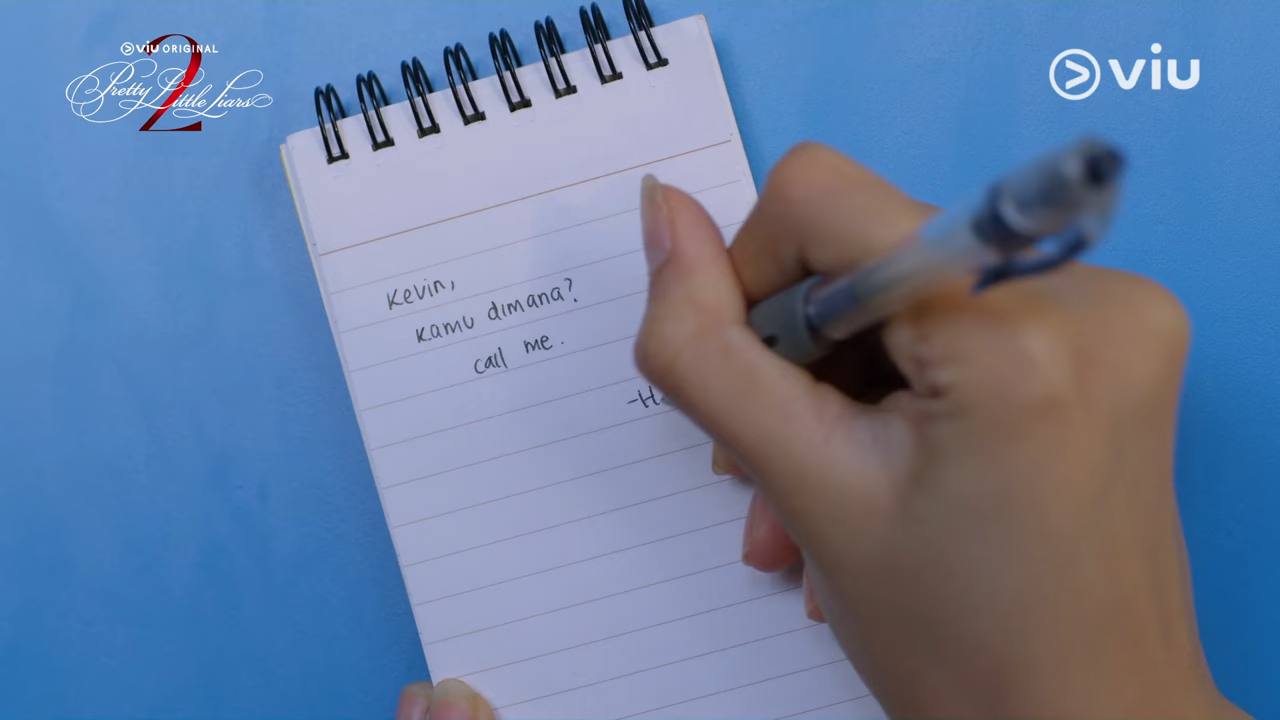 viu ORIGINAL
Pretty Little Liars
2
viu
Kevin,
Kamu dimana?
call me.
-H